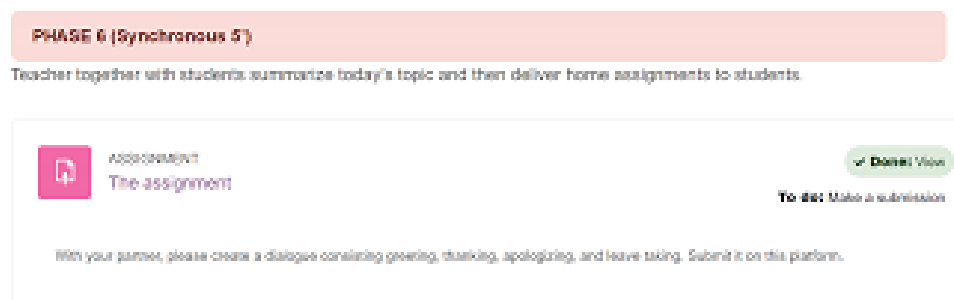 PHASE 6 (Synchronous 5')
Teacher together with students summarize today's topic and then deliver home assignments to students.
ASSIGNMENT
The assignment
Done: View
To do: Make a submission
With your partner, please create a dialogue consisting greeting, thanking, apologizing, and leave taking. Submit it on this platform.